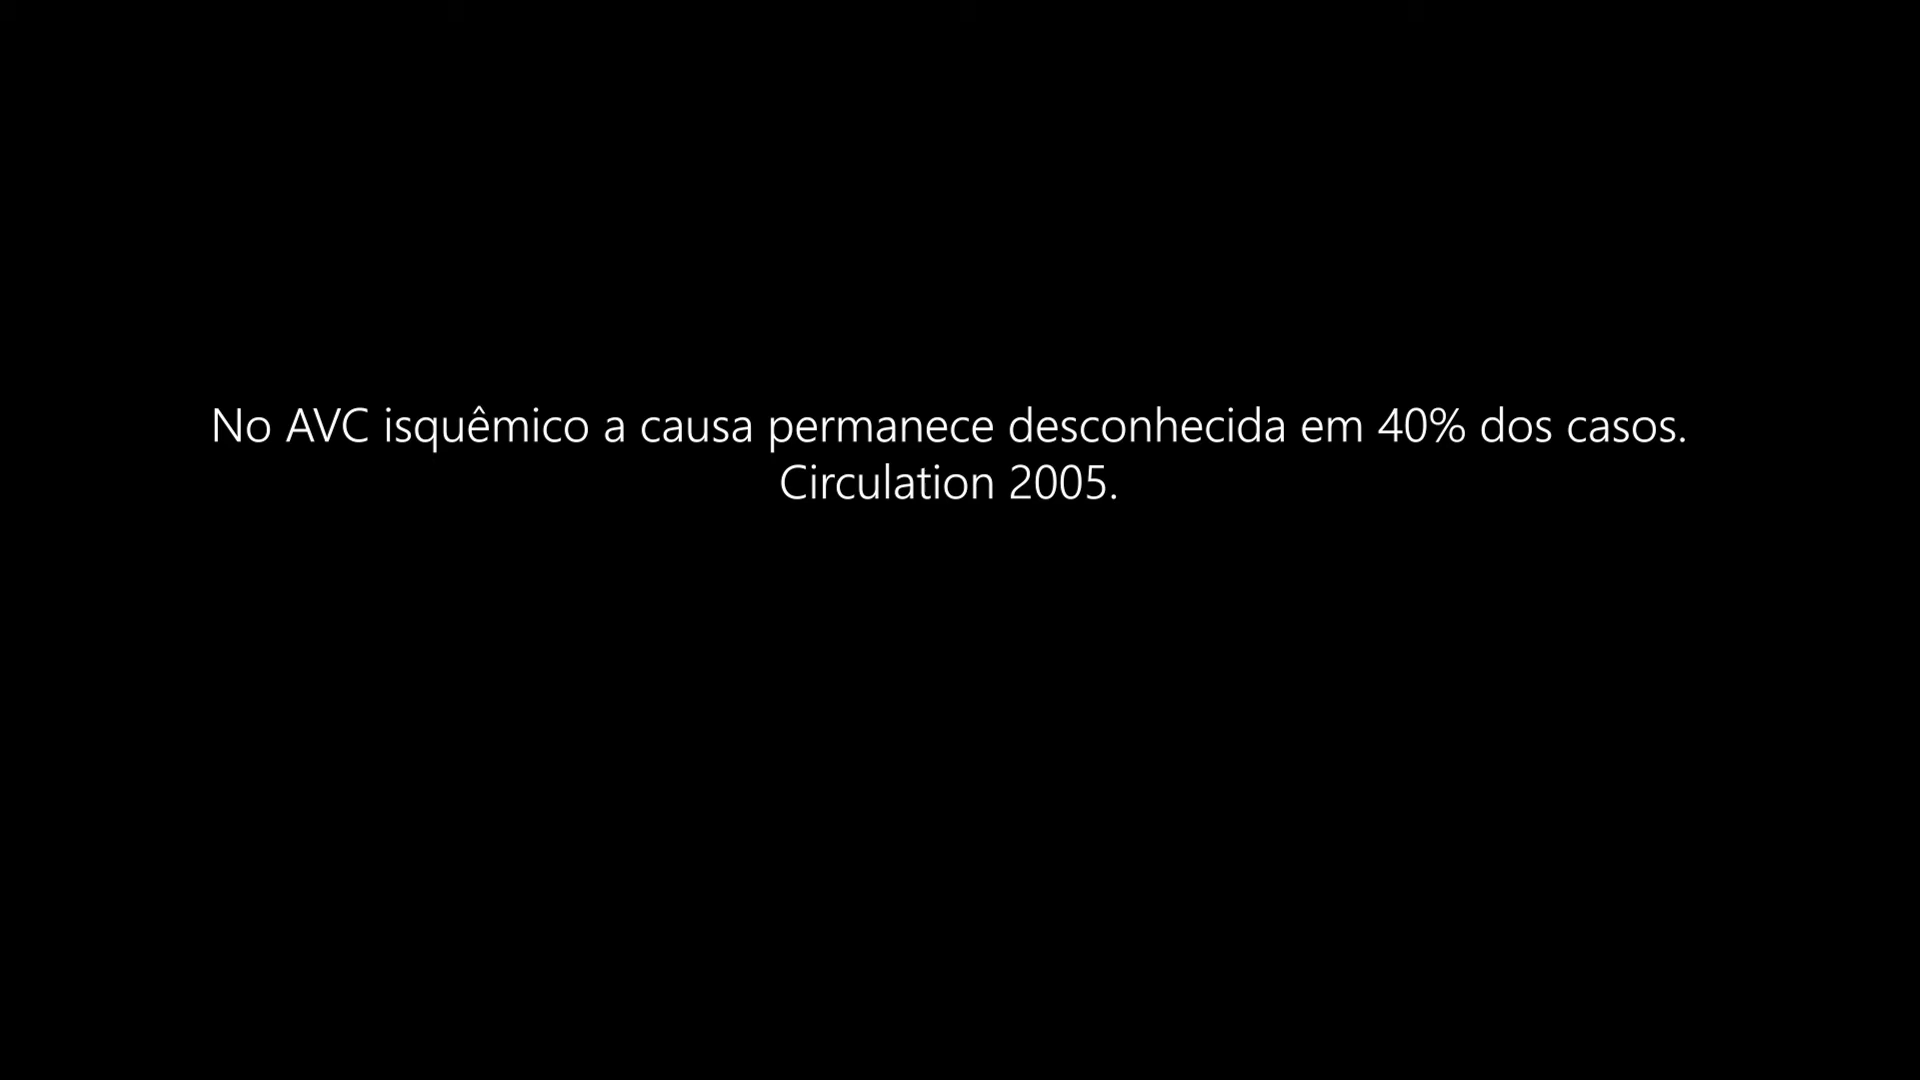 No AVC isquêmico a causa permanece desconhecida em 40% dos casos.
Circulation 2005.